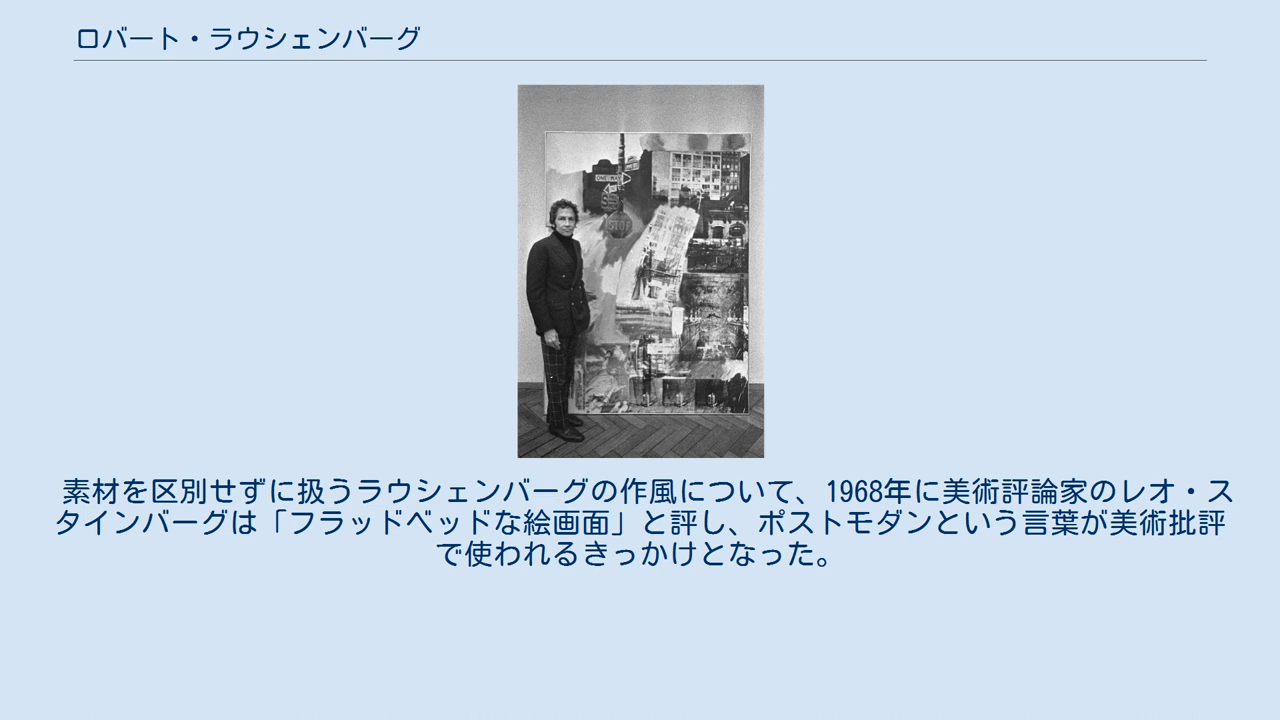 ロバート・ラウシェンバーグ
ONE WAY
STOP
素材を区別せずに扱うラウシェンバーグの作風について、1968年に美術評論家のレオ・ス
タインバーグは「フラッドベッドな絵画面」と評し、ポストモダンという言葉が美術批評
で使われるきっかけとなった。